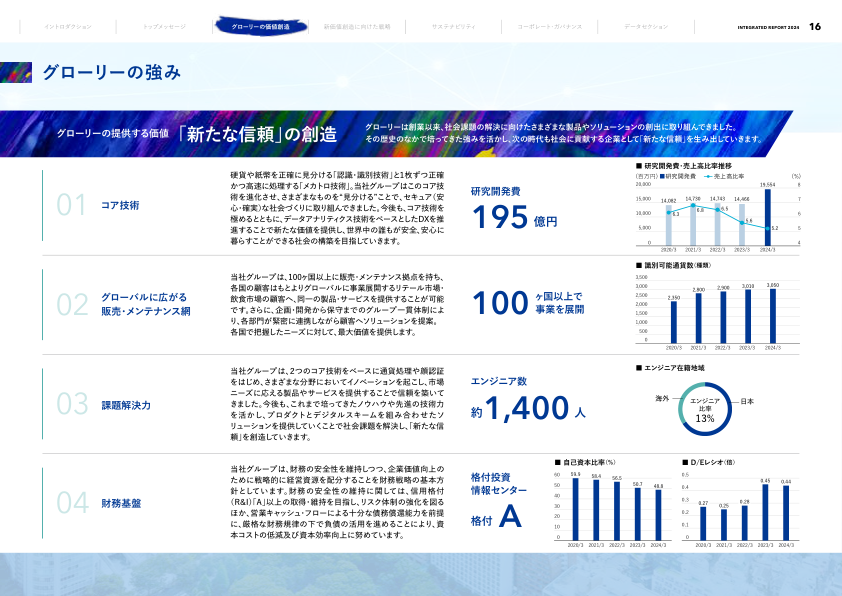 イントロダクション
トップメッセージ
グローリーの価値創造
新価値創造に向けた戦略
サステナビリティ
コーポレート・ガバナンス
データセクション
INTEGRATED REPORT 2024 16
グローリーの強み
グローリーの提供する価値 「新たな信頼」の創造
グローリーは創業以来、社会課題の解決に向けたさまざまな製品やソリューションの創出に取り組んできました。
その歴史のなかで培ってきた強みを活かし、次の時代も社会に貢献する企業として「新たな信頼」を生み出していきます。
01 コア技術
硬貨や紙幣を正確に見分ける「認識・識別技術」と1枚ずつ正確
かつ高速に処理する「メカトロ技術」。当社グループはこのコア技
術を進化させ、さまざまなものを“見分ける”ことで、セキュア(安
心・確実)な社会づくりに取り組んできました。今後も、コア技術を
極めるとともに、データアナリティクス技術をベースとしたDXを推
進することで新たな価値を提供し、世界中の誰もが安全、安心に
暮らすことができる社会の構築を目指していきます。
研究開発費
195 億円
■ 研究開発費・売上高比率推移
(百万円) ■研究開発費 売上高比率 (%)
20,000
15,000
10,000
5,000
0
8
7
6
5
4
14,082
14,730
14,743
14,466
19,554
6.3
6.8
6.5
5.6
5.2
2020/3 2021/3 2022/3 2023/3 2024/3
02 グローバルに広がる
販売・メンテナンス網
当社グループは、100ヶ国以上に販売・メンテナンス拠点を持ち、
各国の顧客はもとよりグローバルに事業展開するリテール市場・
飲食市場の顧客へ、同一の製品・サービスを提供することが可能
です。さらに、企画・開発から保守までのグループ一貫体制によ
り、各部門が緊密に連携しながら顧客へソリューションを提案。
各国で把握したニーズに対して、最大価値を提供します。
100 ヶ国以上で
事業を展開
■ 識別可能通貨数(種類)
3,500
3,000
2,500
2,000
1,500
1,000
500
0
2,350
2,800
2,900
3,010
3,050
2020/3 2021/3 2022/3 2023/3 2024/3
03 課題解決力
当社グループは、2つのコア技術をベースに通貨処理や顔認証
をはじめ、さまざまな分野においてイノベーションを起こし、市場
ニーズに応える製品やサービスを提供することで信頼を築いて
きました。今後も、これまで培ってきたノウハウや先進の技術力
を活かし、プロダクトとデジタルスキームを組み合わせたソ
リューションを提供していくことで社会課題を解決し、「新たな信
頼」を創造していきます。
エンジニア数
約1,400 人
■ エンジニア在籍地域
海外
エンジニア
比率
13%
日本
04 財務基盤
当社グループは、財務の安全性を維持しつつ、企業価値向上の
ために戦略的に経営資源を配分することを財務戦略の基本方
針としています。財務の安全性の維持に関しては、信用格付
(R&I)「A」以上の取得・維持を目指し、リスク体制の強化を図る
ほか、営業キャッシュ・フローによる十分な債務償還能力を前提
に、厳格な財務規律の下で負債の活用を進めることにより、資
本コストの低減及び資本効率向上に努めています。
格付投資
情報センター
格付 A
■ 自己資本比率(%)
60
50
40
30
20
10
0
59.9
58.4
56.5
50.7
48.8
2020/3 2021/3 2022/3 2023/3 2024/3
■ D/Eレシオ(倍)
0.5
0.4
0.3
0.2
0.1
0
0.27
0.25
0.28
0.45
0.44
2020/3 2021/3 2022/3 2023/3 2024/3